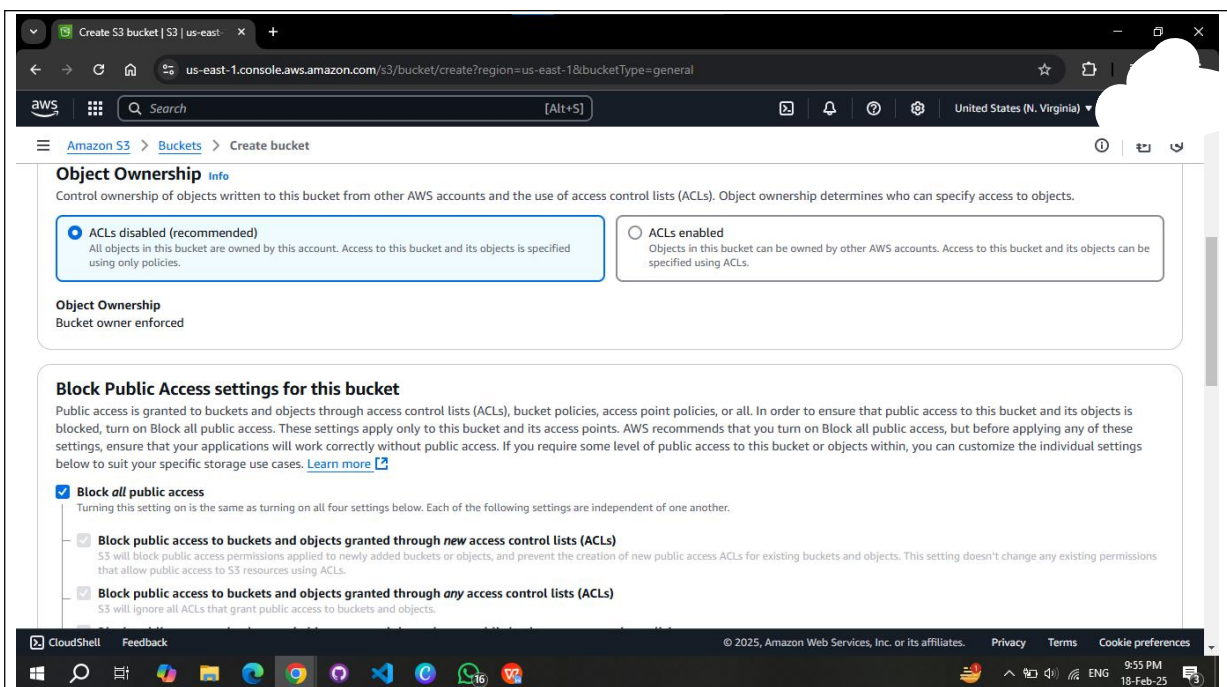 Create S3 bucket | S3 | us-east-
us-east-1.console.aws.amazon.com/s3/bucket/create?region=us-east-1&bucketType=general
aws
Search [Alt+S]
United States (N. Virginia)
Amazon S3 > Buckets > Create bucket
Object Ownership Info
Control ownership of objects written to this bucket from other AWS accounts and the use of access control lists (ACLs). Object ownership determines who can specify access to objects.
ACLs disabled (recommended)
All objects in this bucket are owned by this account. Access to this bucket and its objects is specified
using only policies.
ACLs enabled
Objects in this bucket can be owned by other AWS accounts. Access to this bucket and its objects can be
specified using ACLs.
Object Ownership
Bucket owner enforced
Block Public Access settings for this bucket
Public access is granted to buckets and objects through access control lists (ACLs), bucket policies, access point policies, or all. In order to ensure that public access to this bucket and its objects is
blocked, turn on Block all public access. These settings apply only to this bucket and its access points. AWS recommends that you turn on Block all public access, but before applying any of these
settings, ensure that your applications will work correctly without public access. If you require some level of public access to this bucket or objects within, you can customize the individual settings
below to suit your specific storage use cases. Learn more
Block all public access
Turning this setting on is the same as turning on all four settings below. Each of the following settings are independent of one another.
Block public access to buckets and objects granted through new access control lists (ACLs)
S3 will block public access permissions applied to newly added buckets or objects, and prevent the creation of new public access ACLs for existing buckets and objects. This setting doesn't change any existing permissions
that allow public access to S3 resources using ACLs.
Block public access to buckets and objects granted through any access control lists (ACLs)
S3 will ignore all ACLs that grant public access to buckets and objects.
CloudShell Feedback © 2025, Amazon Web Services, Inc. or its affiliates. Privacy Terms Cookie preferences
16
ENG
9:55 PM
18-Feb-25
3